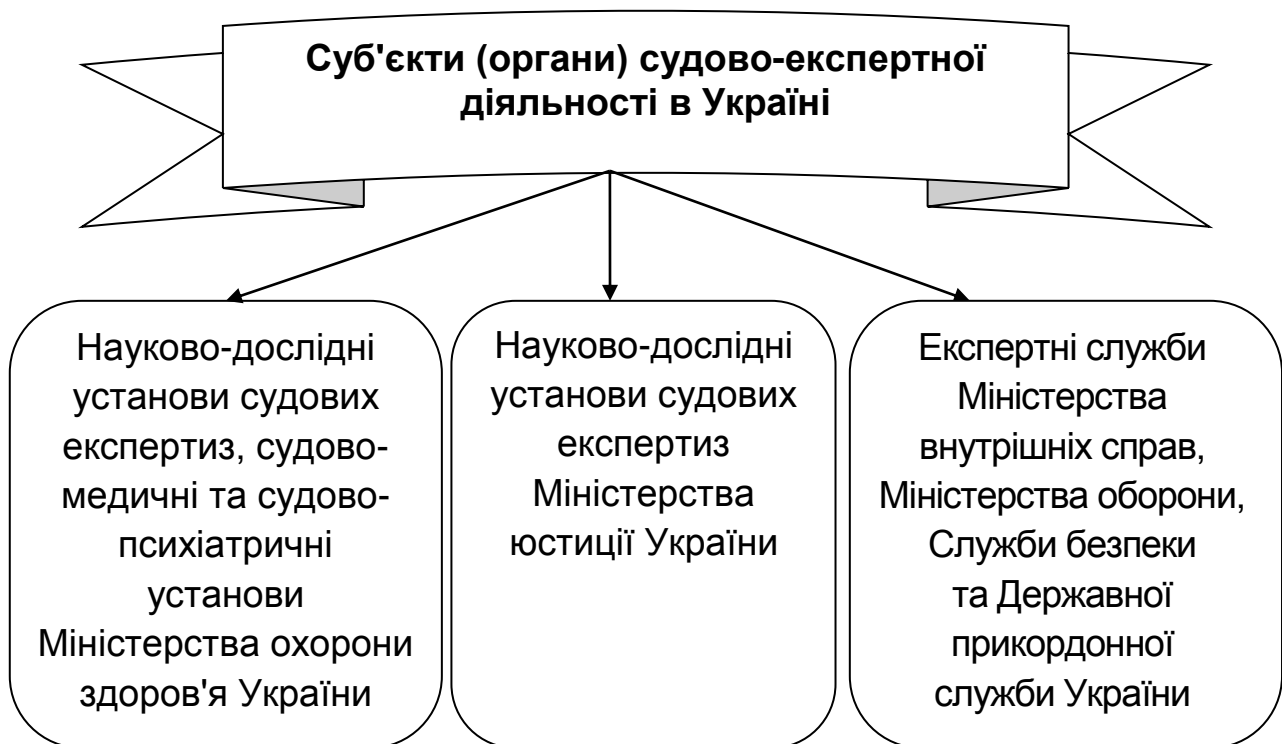 Суб'єкти (органи) судово-експертної
діяльності в Україні
Науково-дослідні
установи судових
експертиз, судово-
медичні та судово-
психіатричні
установи
Міністерства охорони
здоров'я України
Науково-дослідні
установи судових
експертиз
Міністерства
юстиції України
Експертні служби
Міністерства
внутрішніх справ,
Міністерства оборони,
Служби безпеки
та Державної
прикордонної
служби України